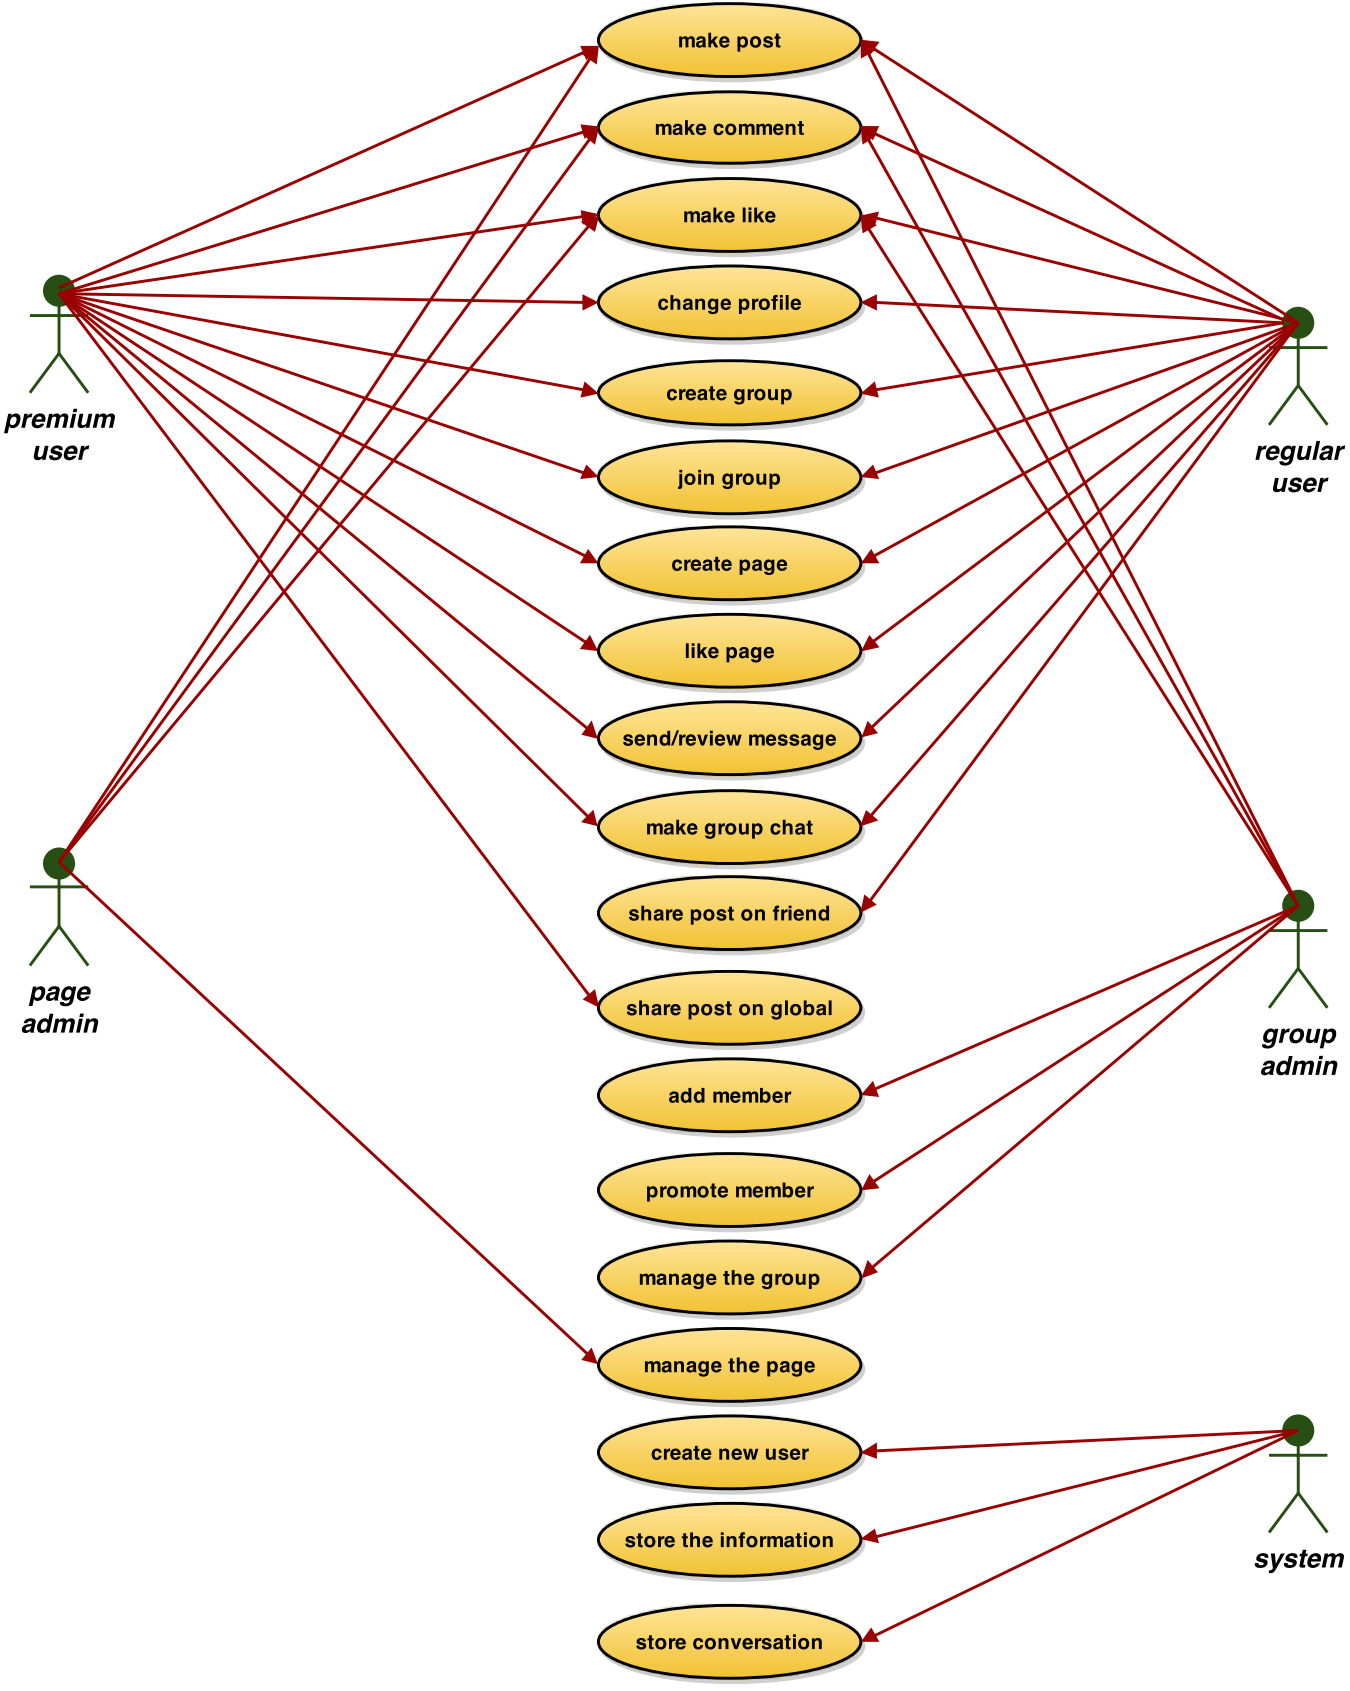 make post
make comment
make like
change profile
create group
join group
create page
like page
send/review message
make group chat
share post on friend
share post on global
add member
promote member
manage the group
manage the page
create new user
store the information
store conversation
premium
user
page
admin
regular
user
group
admin
system